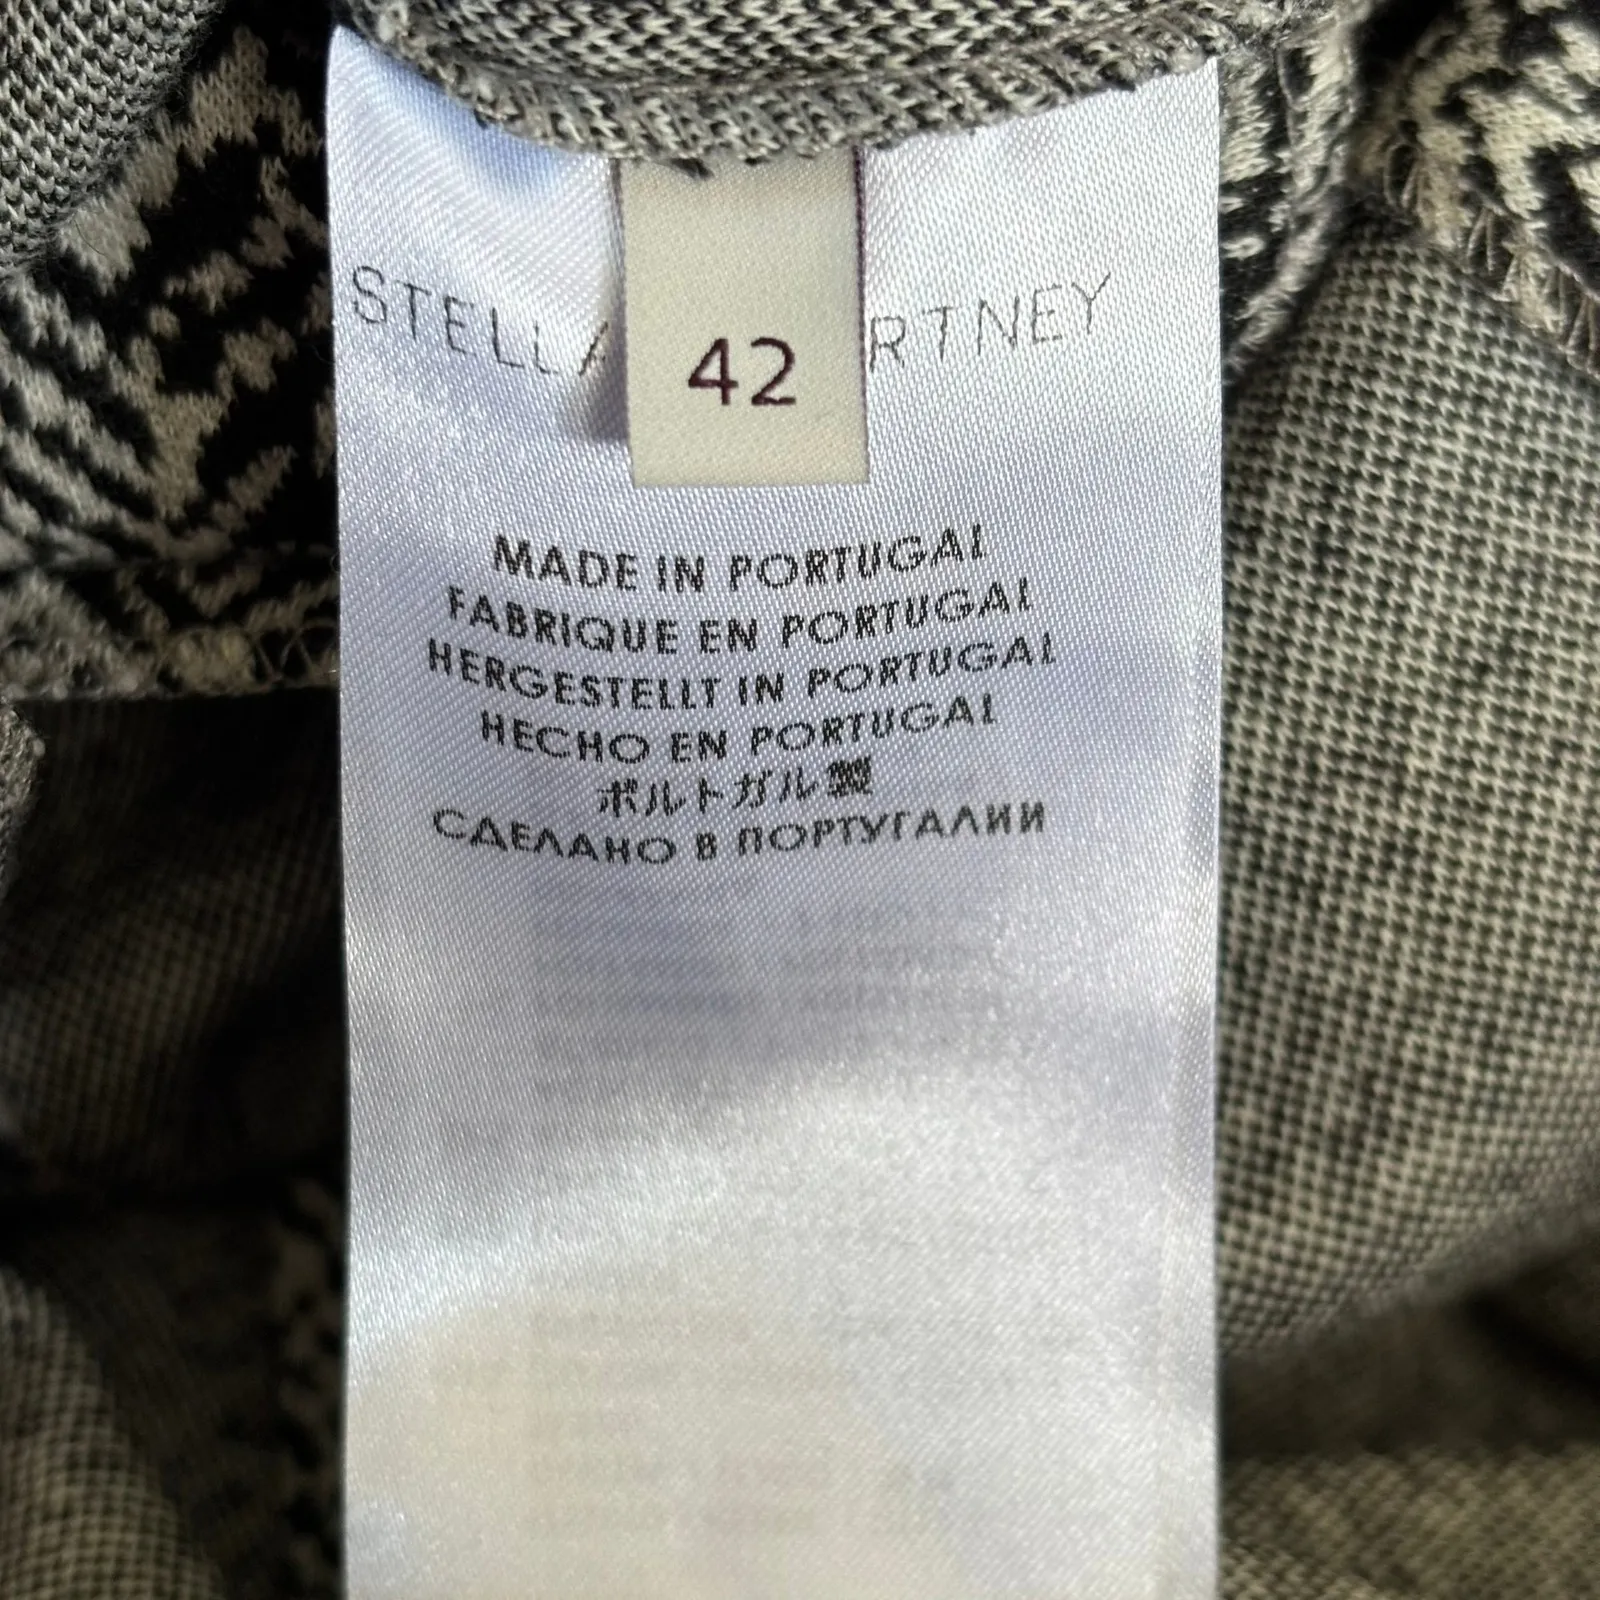 STELLA RTNEY
42
MADE IN PORTUGAL
FABRIQUE EN PORTUGAL
HERGESTELLT IN PORTUGAL
HECHO EN PORTUGAL
ポルトガル製
СДЕЛАНО В ПОРТУГАЛИИ